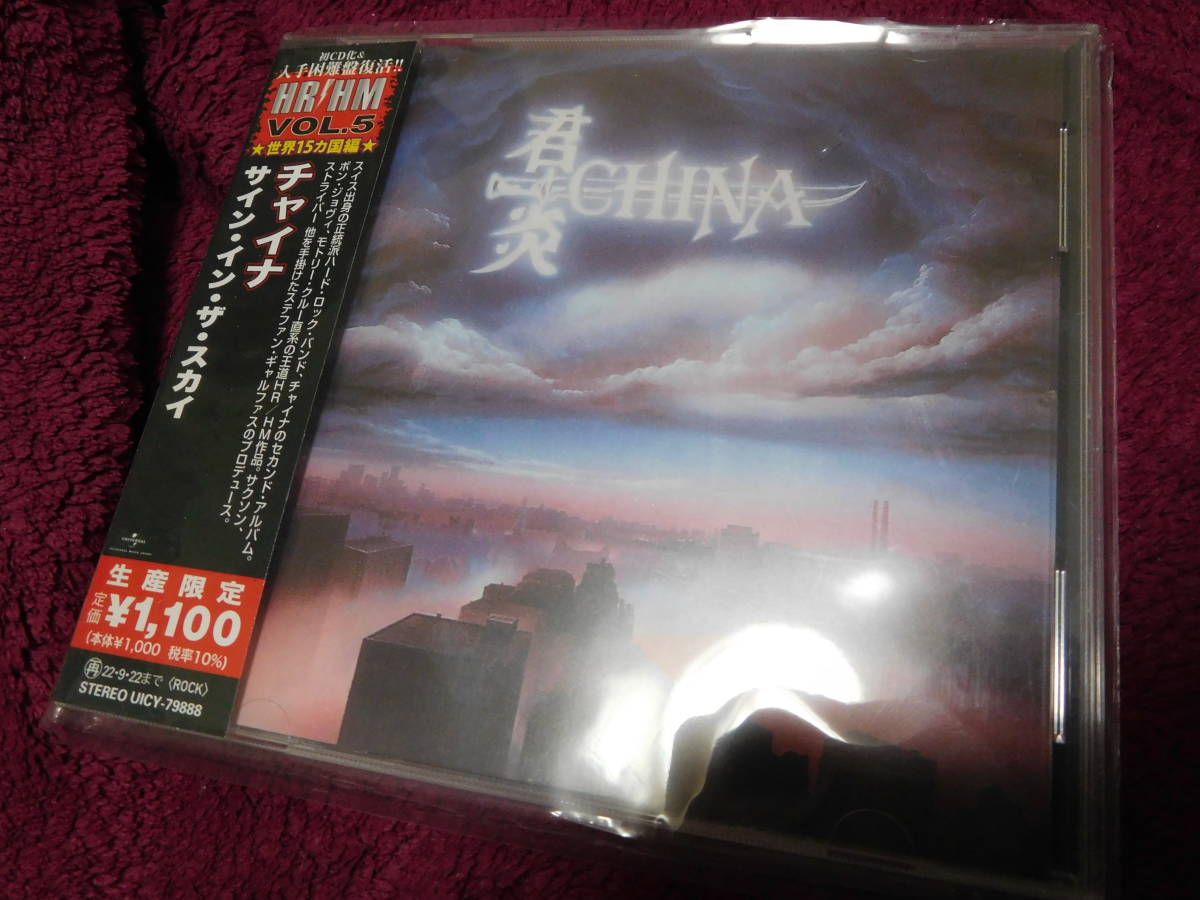 初CD化&
入手困難盤復活!!
HR/HM
VOL.5
★世界15カ国編★
チャイナ
サイン・イン・ザ・スカイ
スイス出身の正統派ハード・ロック・バンド、チャイナのセカンド・アルバム。
ボン・ジョヴィ、モトリー・クルー直系の王道HR/HM作品。サクソン、
ストライパー他を手掛けたステファン・ギャルファスのプロデュース。
UNIVERSAL
UNIVERSAL MUSIC JAPAN
生産限定
定価 ¥1,100
(本体¥1,000 税率10%)
再 22・9・22まで 〈ROCK〉
STEREO UICY-79888
君主炎
CHINA